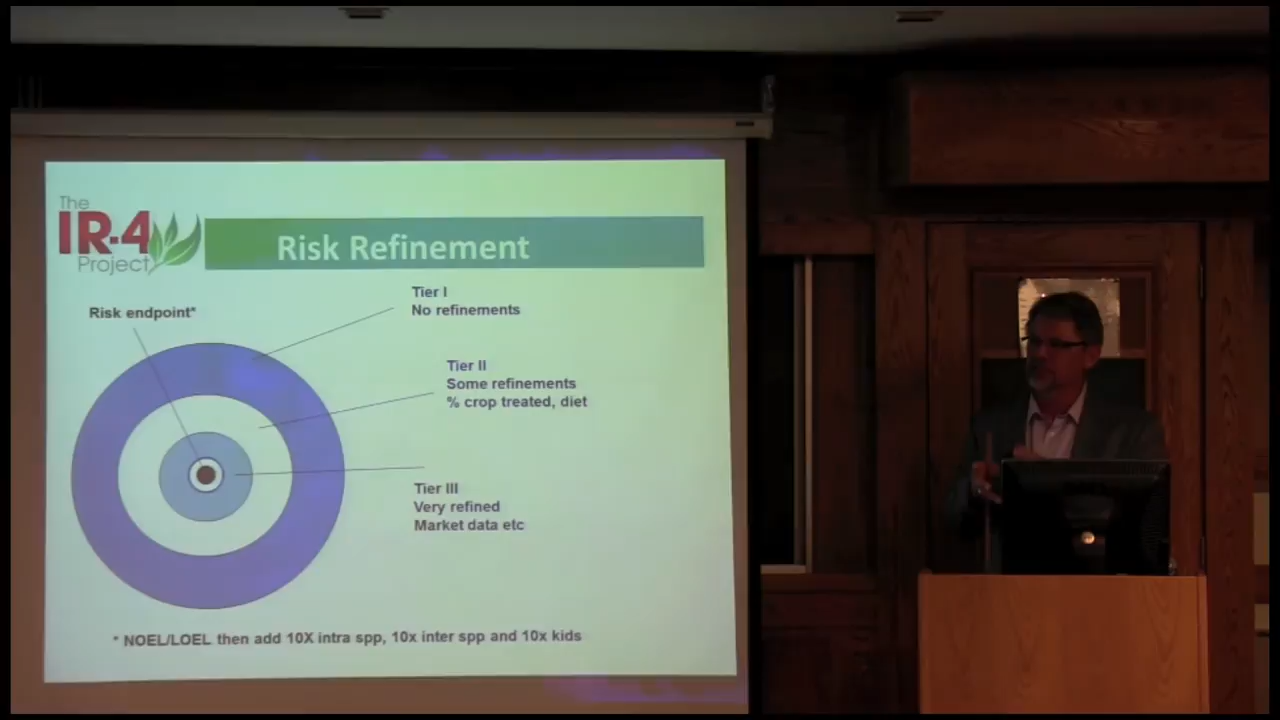 The
IR-4
Project
Risk Refinement
Risk endpoint*
Tier I
No refinements
Tier II
Some refinements
% crop treated, diet
Tier III
Very refined
Market data etc
* NOEL/LOEL then add 10X intra spp, 10x inter spp and 10x kids